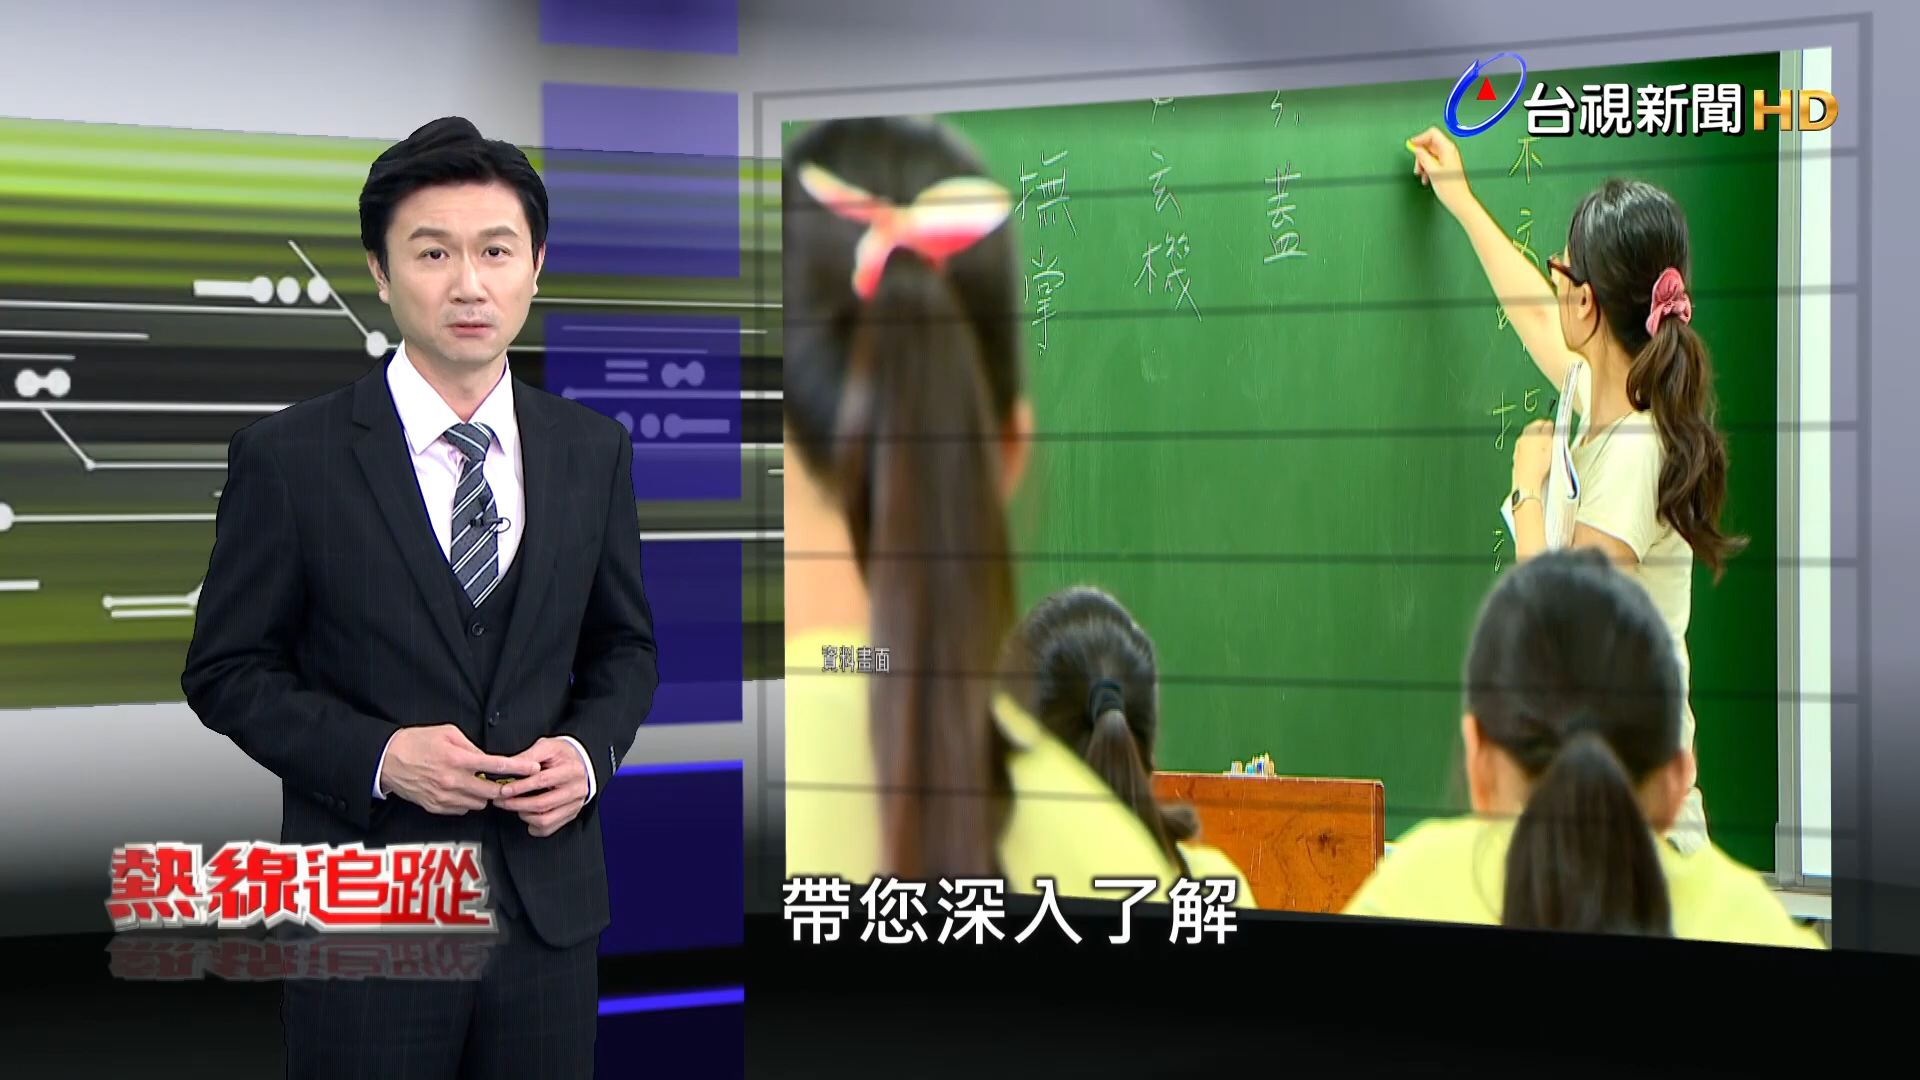 台視新聞HD
蓋
玄機
撫掌
資料畫面
熱線追蹤
帶您深入了解